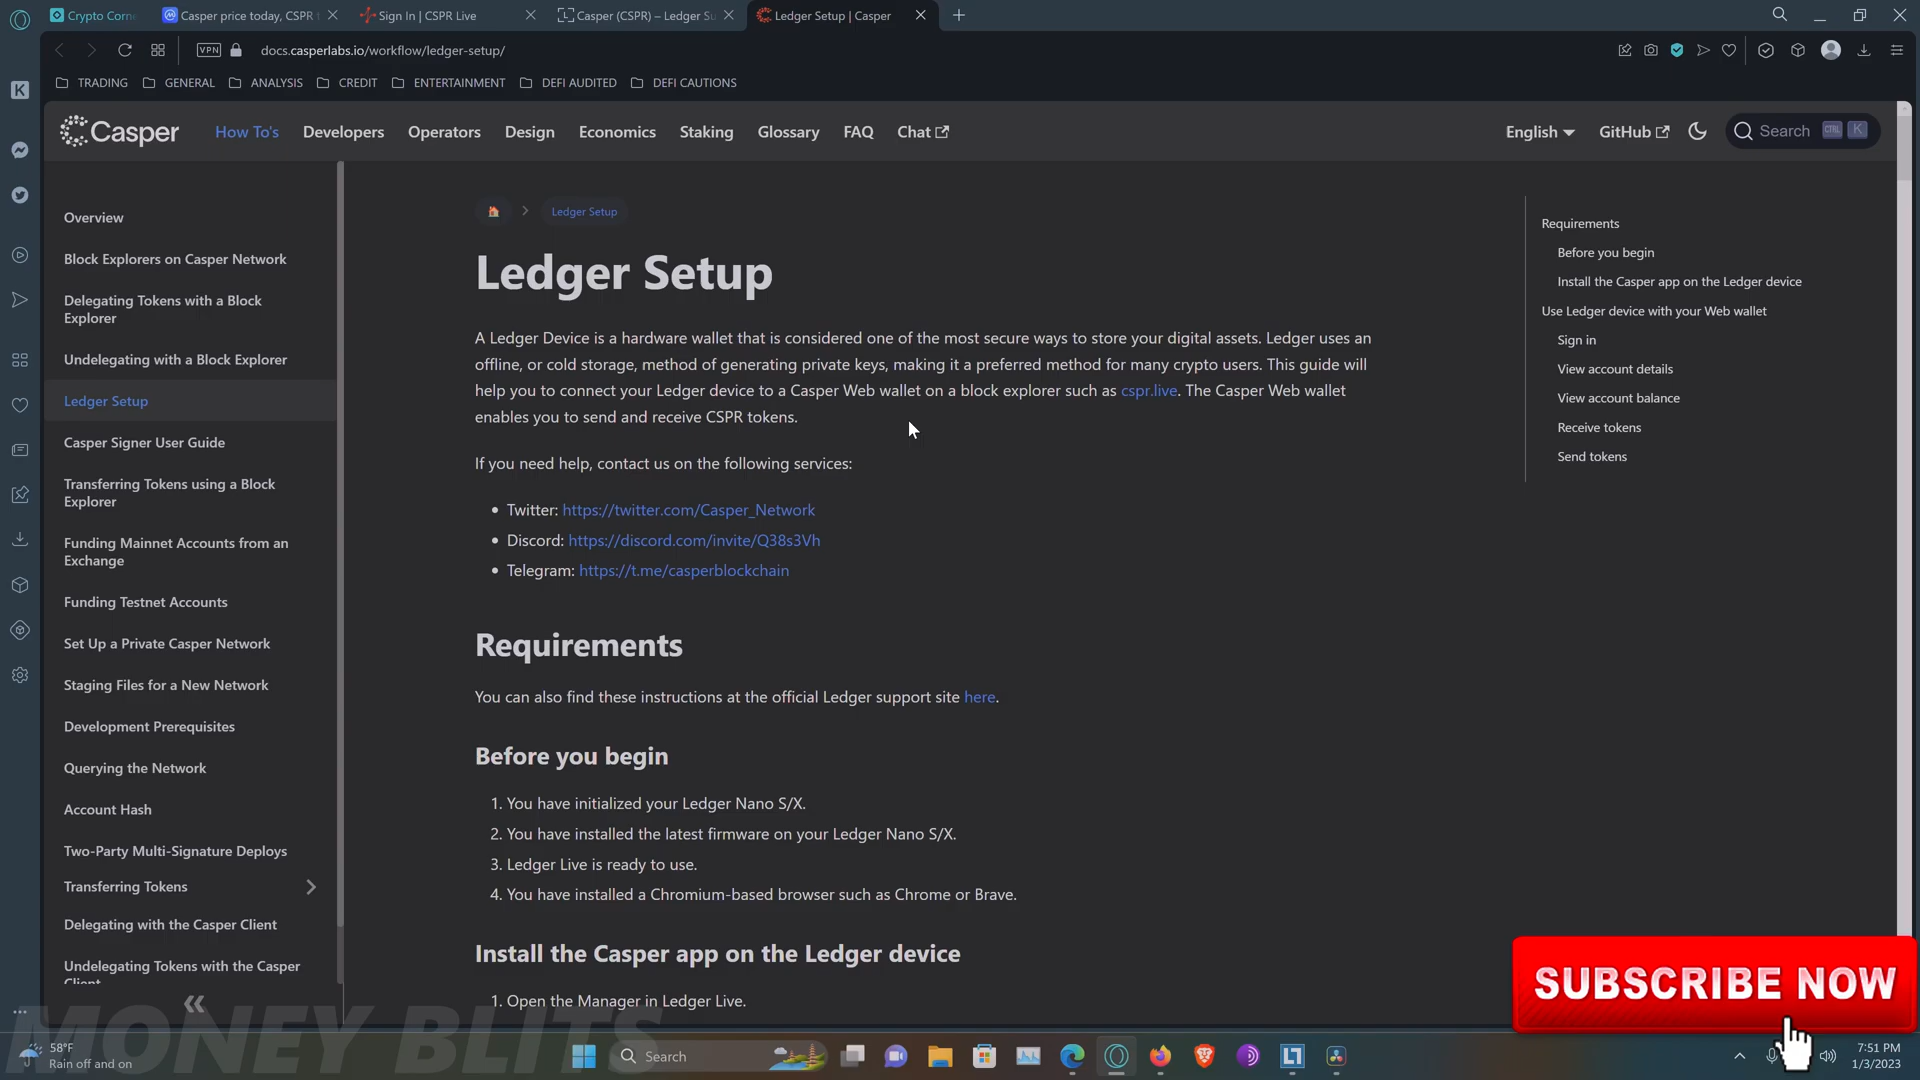 Crypto Corne
Casper price today, CSPR t
Sign In | CSPR Live
Casper (CSPR) – Ledger Su
Ledger Setup | Casper
VPN
docs.casperlabs.io/workflow/ledger-setup/
TRADING
GENERAL
ANALYSIS
CREDIT
ENTERTAINMENT
DEFI AUDITED
DEFI CAUTIONS
K
Casper
How To's
Developers
Operators
Design
Economics
Staking
Glossary
FAQ
Chat
English
GitHub
Search
CTRL
K
Overview
Block Explorers on Casper Network
Delegating Tokens with a Block
Explorer
Undelegating with a Block Explorer
Ledger Setup
Casper Signer User Guide
Transferring Tokens using a Block
Explorer
Funding Mainnet Accounts from an
Exchange
Funding Testnet Accounts
Set Up a Private Casper Network
Staging Files for a New Network
Development Prerequisites
Querying the Network
Account Hash
Two-Party Multi-Signature Deploys
Transferring Tokens
Delegating with the Casper Client
Undelegating Tokens with the Casper
Client
Ledger Setup
Ledger Setup
A Ledger Device is a hardware wallet that is considered one of the most secure ways to store your digital assets. Ledger uses an
offline, or cold storage, method of generating private keys, making it a preferred method for many crypto users. This guide will
help you to connect your Ledger device to a Casper Web wallet on a block explorer such as cspr.live. The Casper Web wallet
enables you to send and receive CSPR tokens.
If you need help, contact us on the following services:
• Twitter: https://twitter.com/Casper_Network
• Discord: https://discord.com/invite/Q38s3Vh
• Telegram: https://t.me/casperblockchain
Requirements
You can also find these instructions at the official Ledger support site here.
Before you begin
1. You have initialized your Ledger Nano S/X.
2. You have installed the latest firmware on your Ledger Nano S/X.
3. Ledger Live is ready to use.
4. You have installed a Chromium-based browser such as Chrome or Brave.
Install the Casper app on the Ledger device
1. Open the Manager in Ledger Live.
Requirements
Before you begin
Install the Casper app on the Ledger device
Use Ledger device with your Web wallet
Sign in
View account details
View account balance
Receive tokens
Send tokens
SUBSCRIBE NOW
MONEY BLITS
58°F
Rain off and on
Search
7:51 PM
1/3/2023